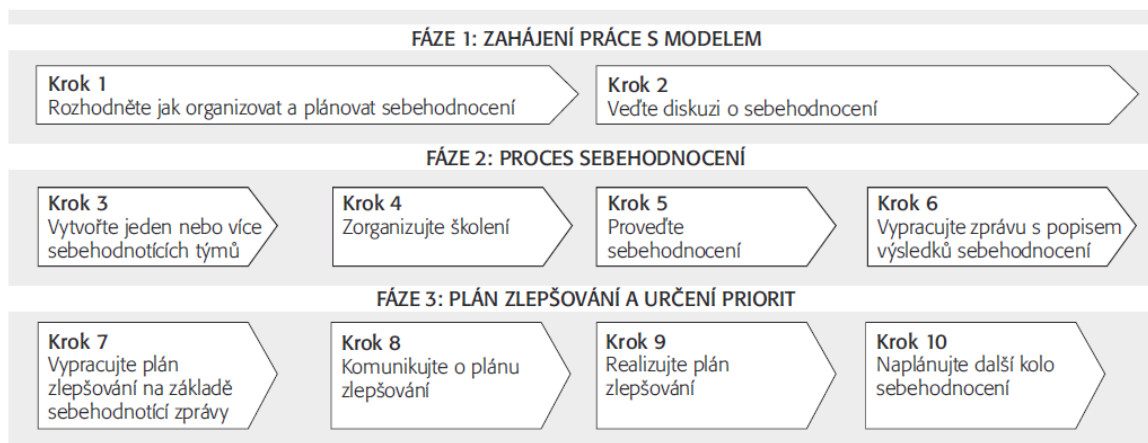 FÁZE 1: ZAHÁJENÍ PRÁCE S MODELEM
Krok 1
Rozhodněte jak organizovat a plánovat sebehodnocení
Krok 2
Veďte diskuzi o sebehodnocení
FÁZE 2: PROCES SEBEHODNOCENÍ
Krok 3
Vytvořte jeden nebo více
sebehodnotících týmů
Krok 4
Zorganizujte školení
Krok 5
Proveďte
sebehodnocení
Krok 6
Vypracujte zprávu s popisem
výsledků sebehodnocení
FÁZE 3: PLÁN ZLEPŠOVÁNÍ A URČENÍ PRIORIT
Krok 7
Vypracujte plán
zlepšování na základě
sebehodnotící zprávy
Krok 8
Komunikujte o plánu
zlepšování
Krok 9
Realizujte plán
zlepšování
Krok 10
Naplánujte další kolo
sebehodnocení